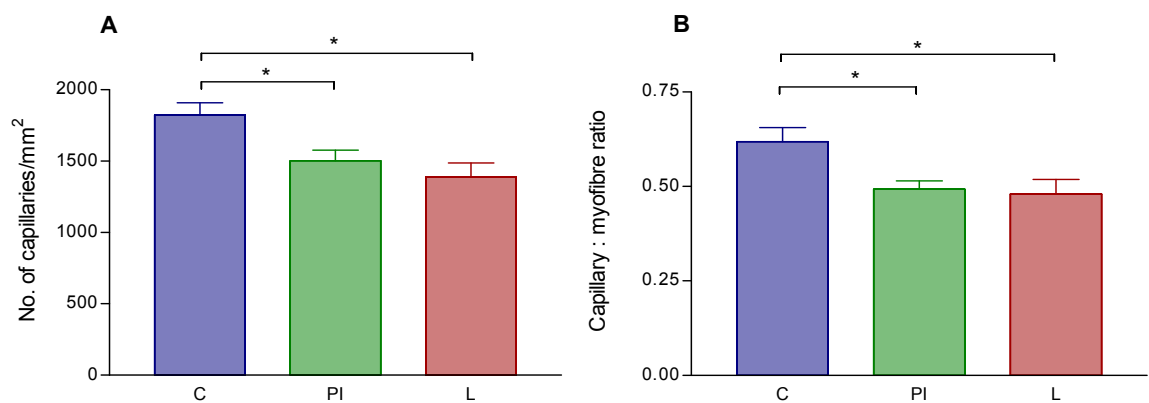 A
*
*
No. of capillaries/mm²
2000
1500
1000
500
0
C
PI
L
B
*
*
Capillary : myofibre ratio
0.75
0.50
0.25
0.00
C
PI
L